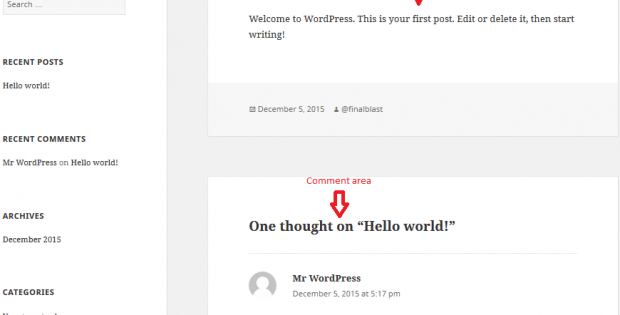 Search …
RECENT POSTS
Hello world!
RECENT COMMENTS
Mr WordPress on Hello world!
ARCHIVES
December 2015
CATEGORIES
Welcome to WordPress. This is your first post. Edit or delete it, then start
writing!
December 5, 2015 @finalblast
Comment area
One thought on “Hello world!”
Mr WordPress
December 5, 2015 at 5:17 pm